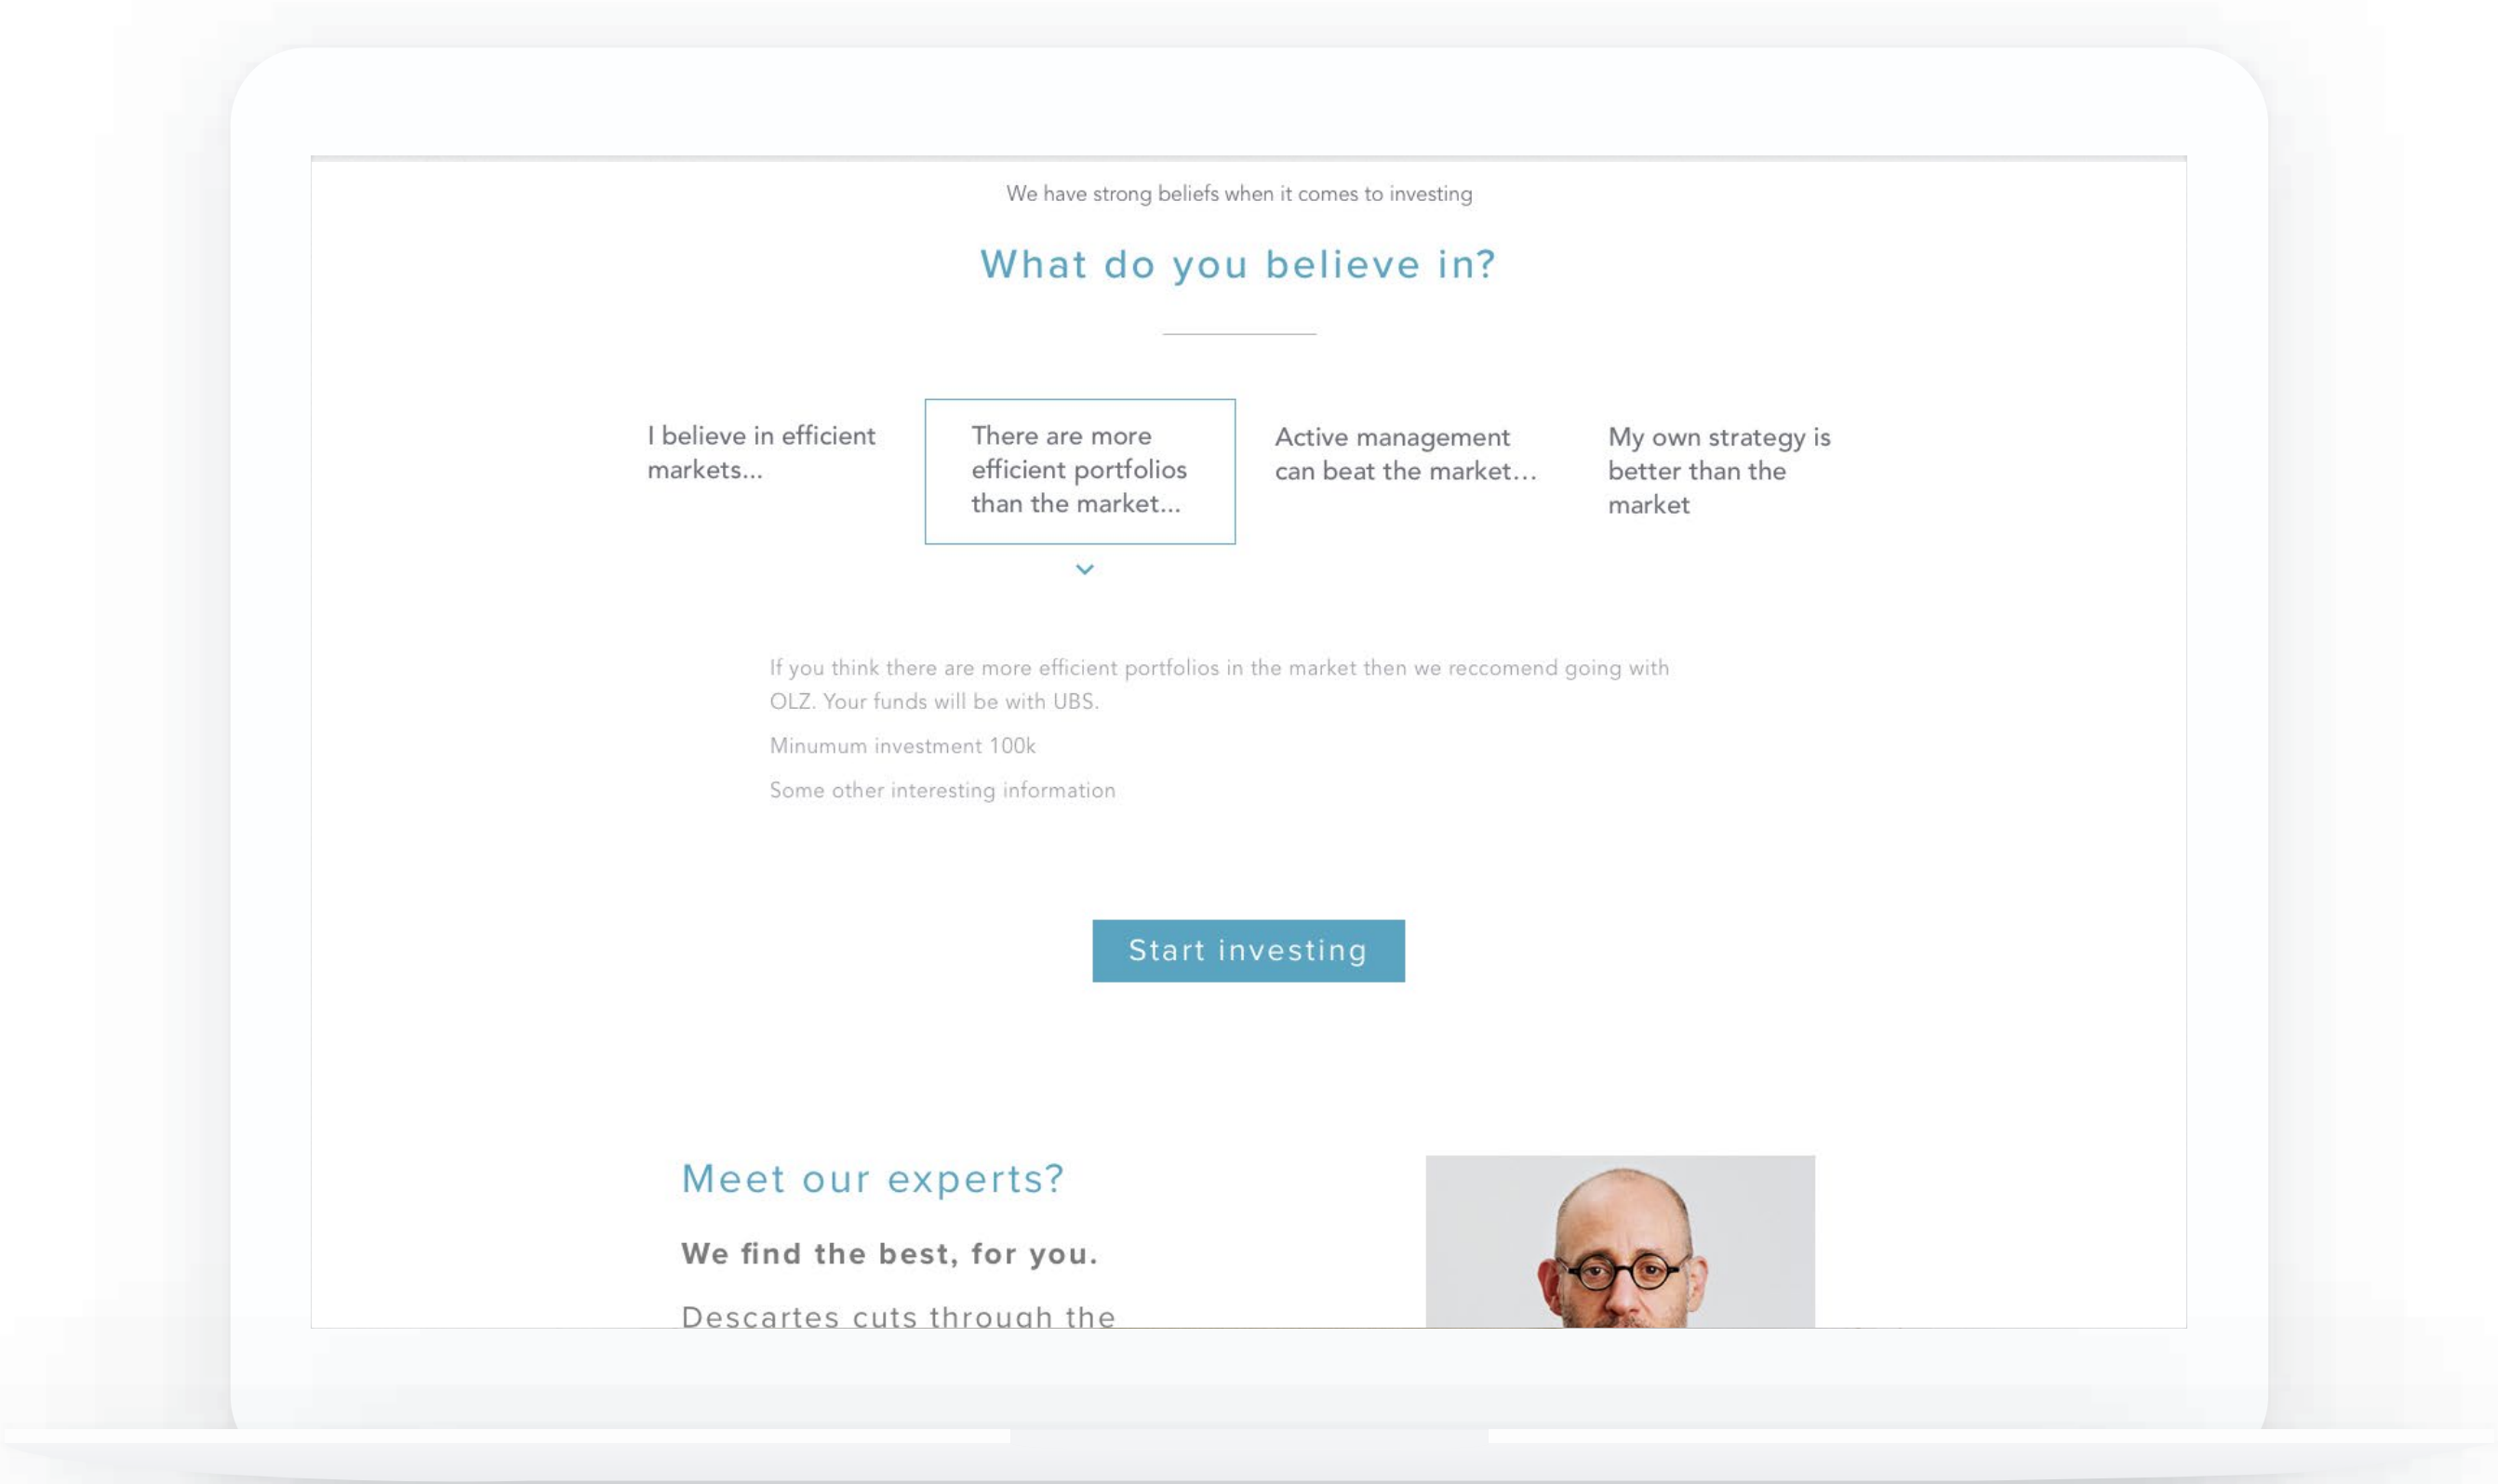 We have strong beliefs when it comes to investing
What do you believe in?
I believe in efficient
markets...
There are more
efficient portfolios
than the market...
Active management
can beat the market...
My own strategy is
better than the
market
If you think there are more efficient portfolios in the market then we reccomend going with
OLZ. Your funds will be with UBS.
Minumum investment 100k
Some other interesting information
Start investing
Meet our experts?
We find the best, for you.
Descartes cuts through the